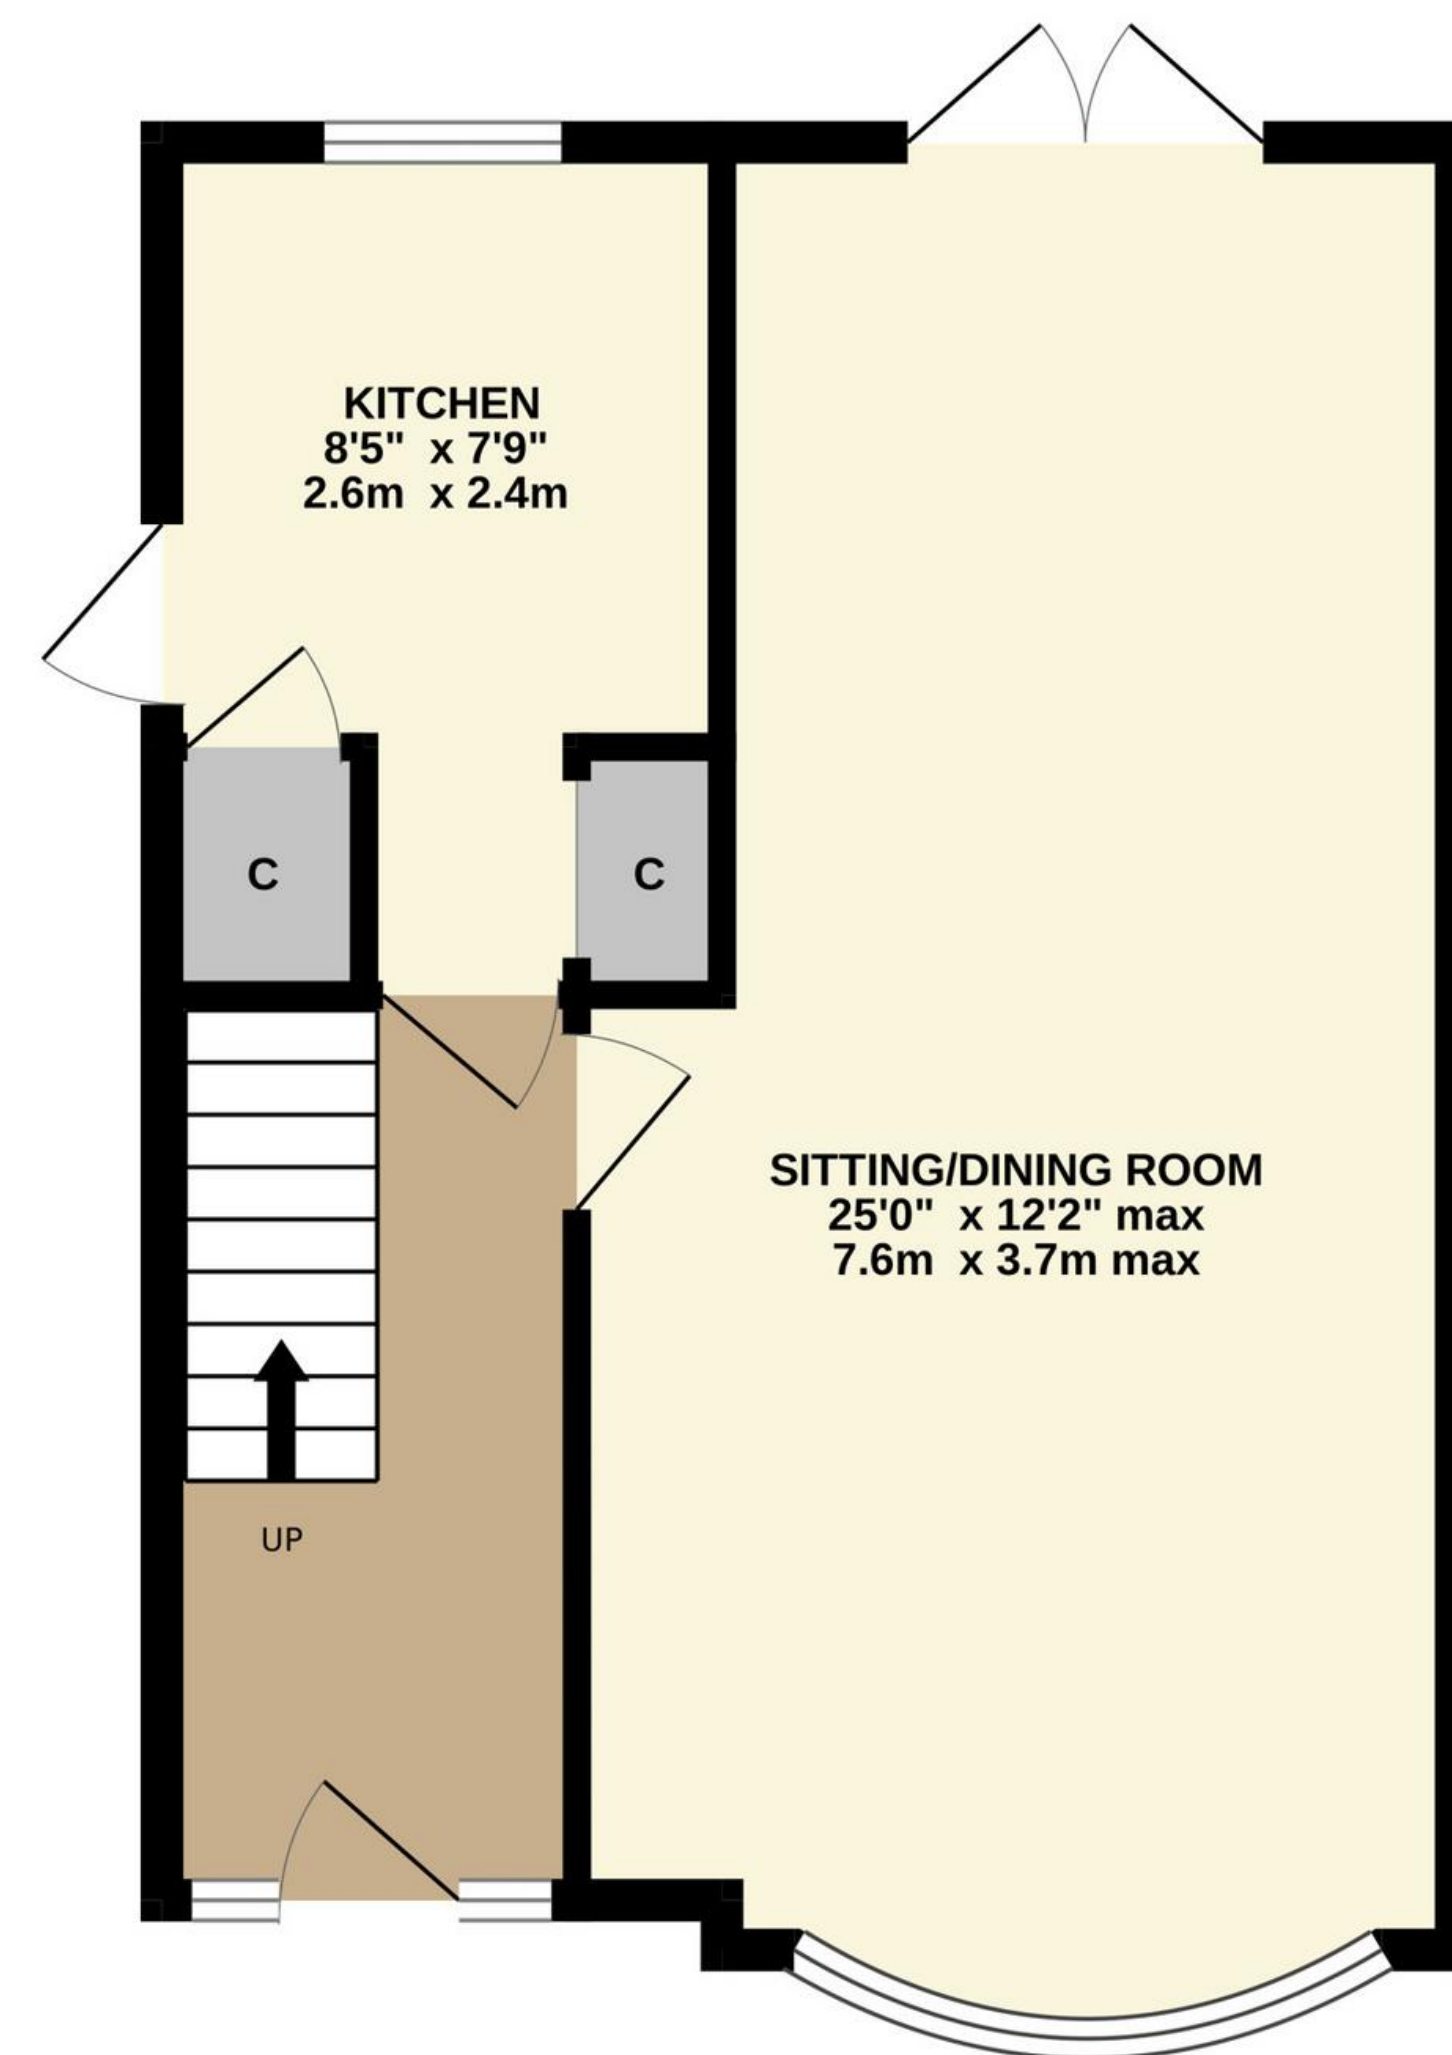 KITCHEN
8'5" x 7'9"
2.6m x 2.4m
C
C
SITTING/DINING ROOM
25'0" x 12'2" max
7.6m x 3.7m max
UP